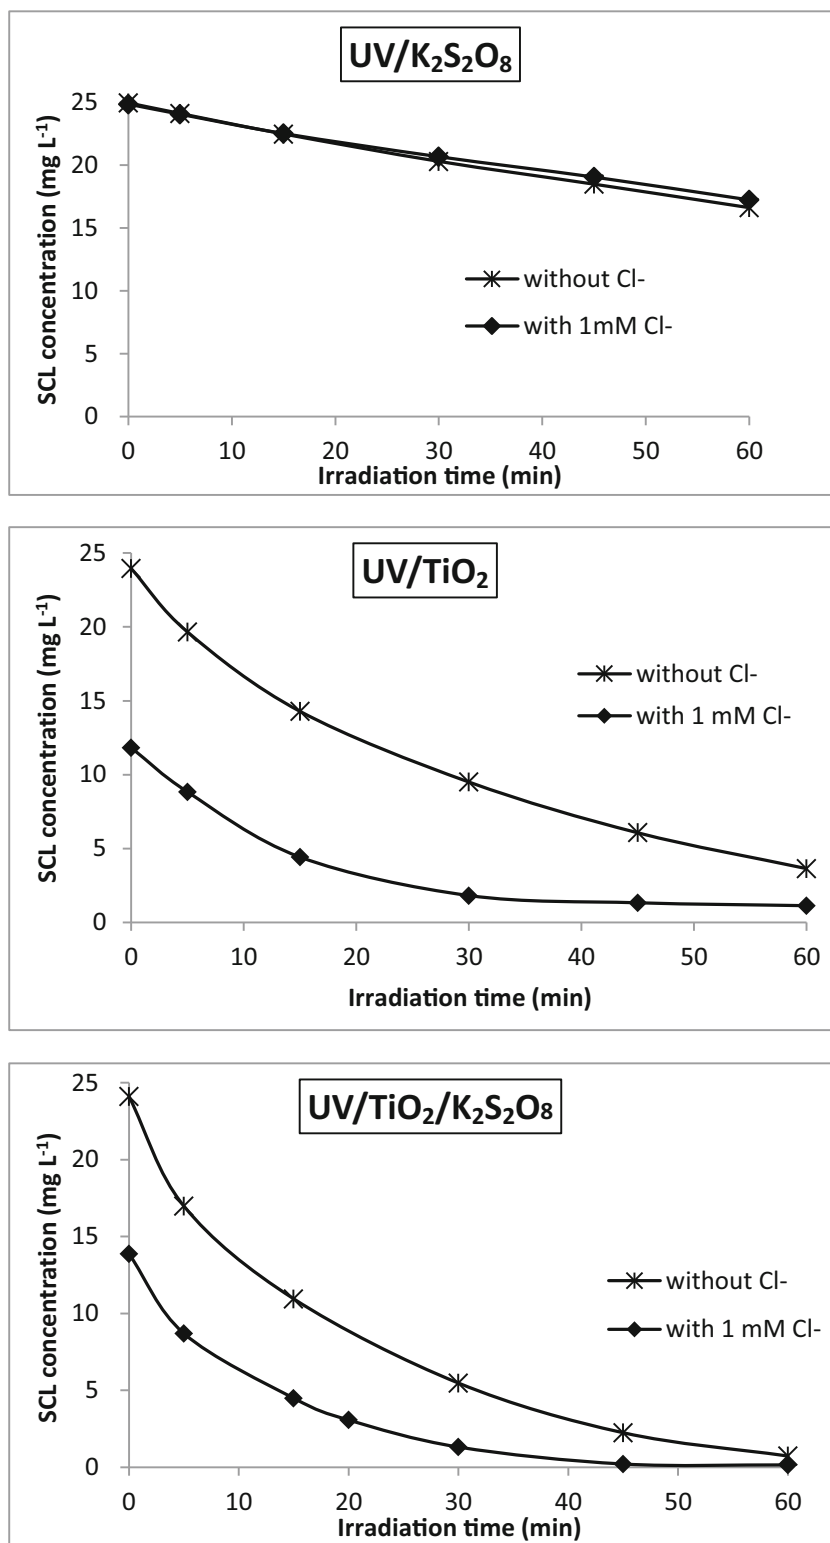 UV/K₂S₂O₈
SCL concentration (mg L⁻¹)
25
20
15
10
5
0
without Cl-
with 1mM Cl-
0 10 20 30 40 50 60
Irradiation time (min)
UV/TiO₂
SCL concentration (mg L⁻¹)
25
20
15
10
5
0
without Cl-
with 1 mM Cl-
0 10 20 30 40 50 60
Irradiation time (min)
UV/TiO₂/K₂S₂O₈
SCL concentration (mg L⁻¹)
25
20
15
10
5
0
without Cl-
with 1 mM Cl-
0 10 20 30 40 50 60
Irradiation time (min)